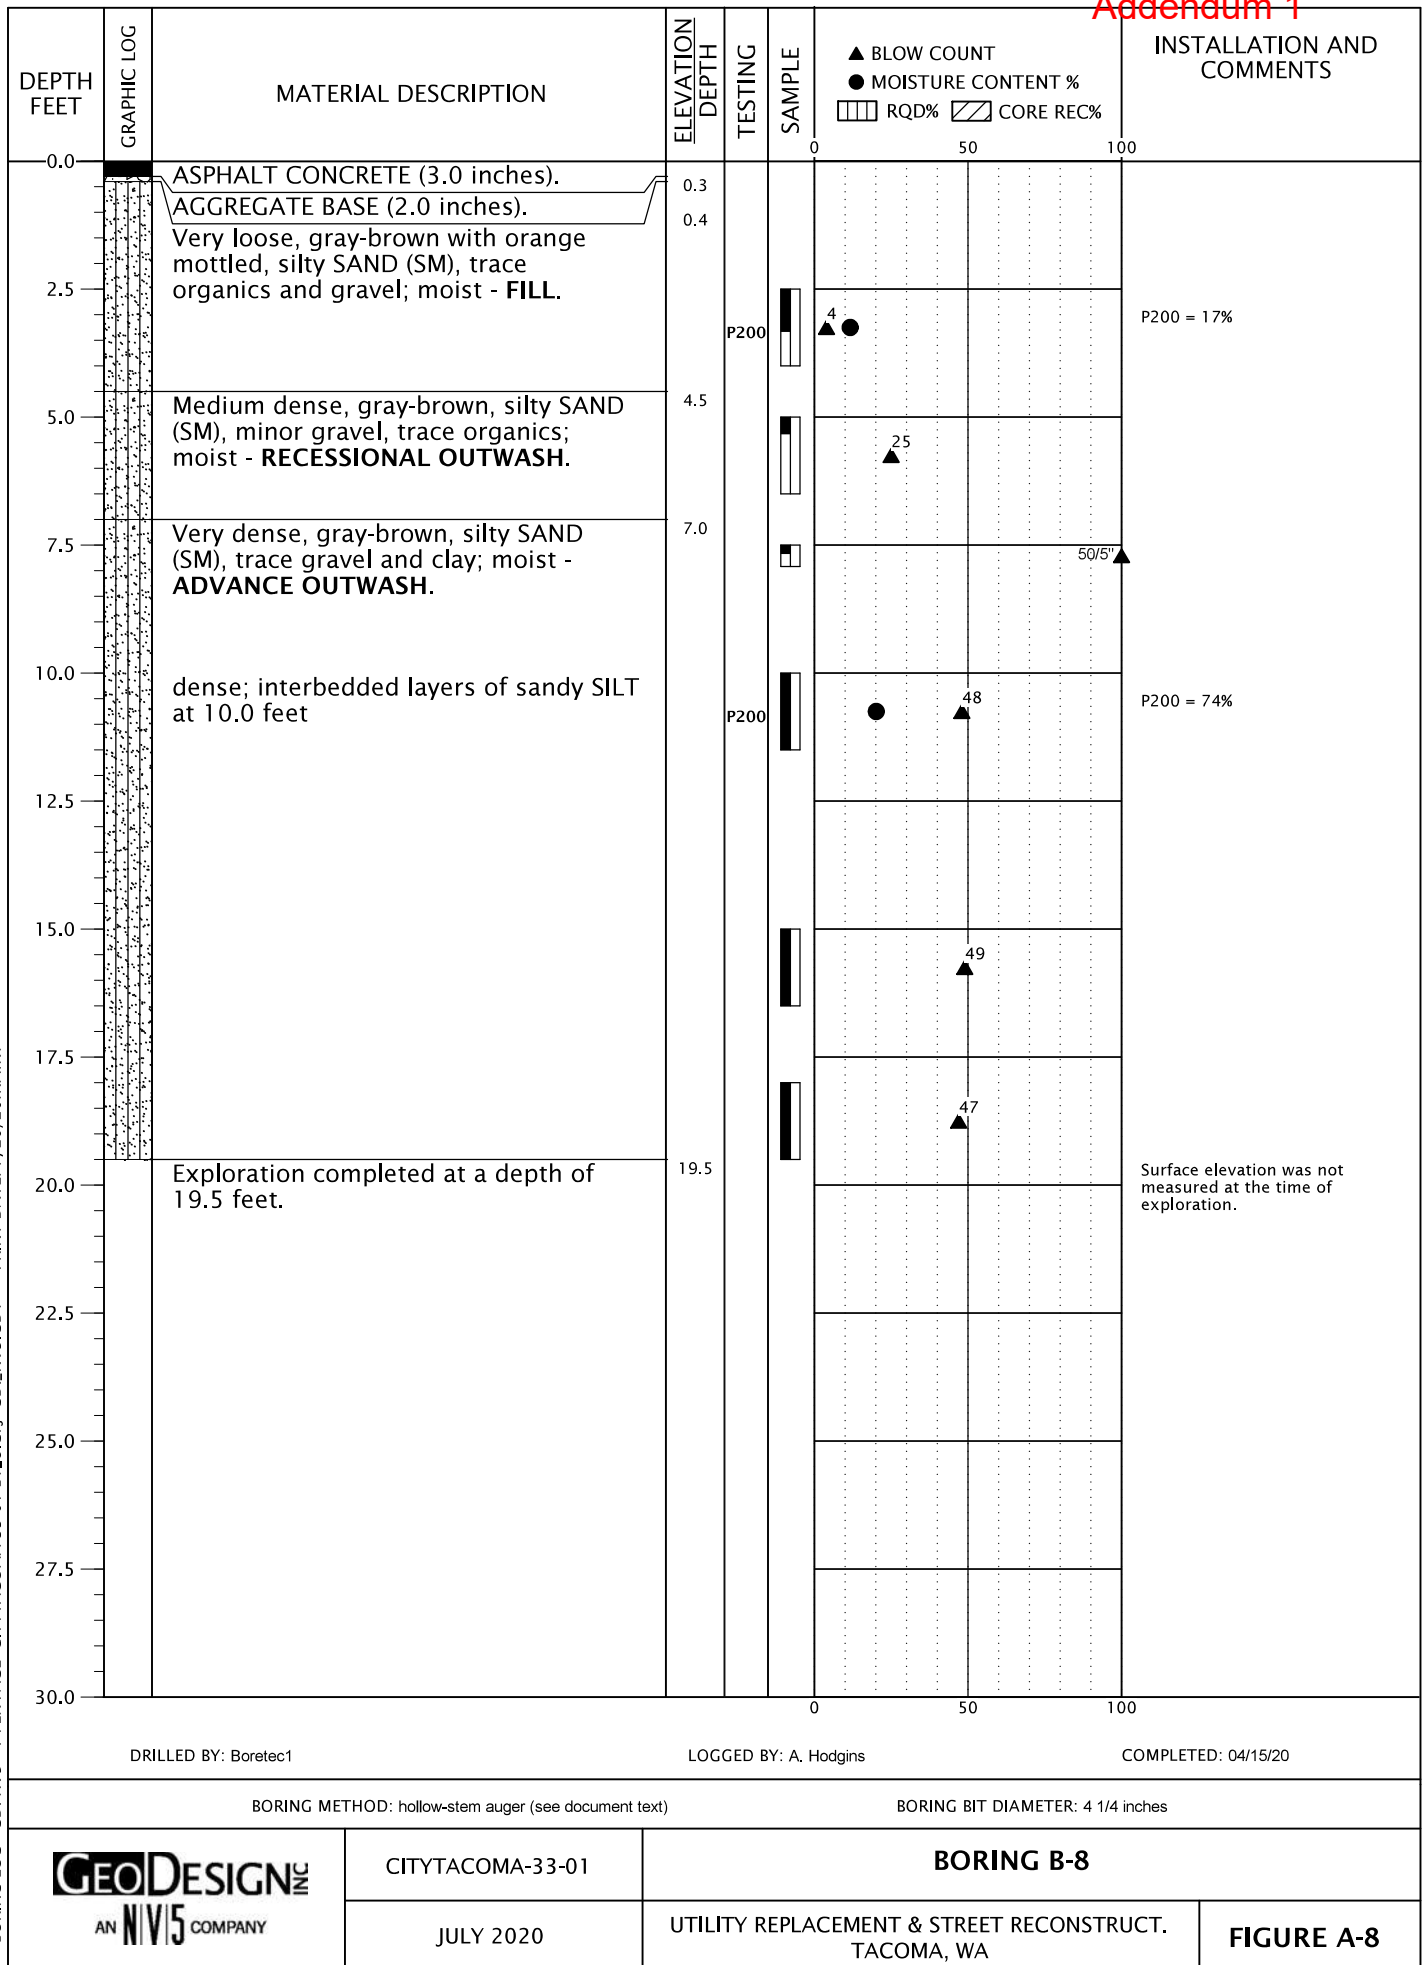 Addendum 1
DEPTH
FEET
GRAPHIC LOG
MATERIAL DESCRIPTION
ELEVATION
DEPTH
TESTING
SAMPLE
▲ BLOW COUNT
● MOISTURE CONTENT %
RQD% CORE REC%
INSTALLATION AND
COMMENTS
0 50 100
0.0
ASPHALT CONCRETE (3.0 inches).
0.3
AGGREGATE BASE (2.0 inches).
0.4
Very loose, gray-brown with orange
mottled, silty SAND (SM), trace
organics and gravel; moist - FILL.
2.5
P200
4
P200 = 17%
4.5
Medium dense, gray-brown, silty SAND
(SM), minor gravel, trace organics;
moist - RECESSIONAL OUTWASH.
5.0
25
7.0
Very dense, gray-brown, silty SAND
(SM), trace gravel and clay; moist -
ADVANCE OUTWASH.
7.5
50/5"
10.0
dense; interbedded layers of sandy SILT
at 10.0 feet
P200
48
P200 = 74%
12.5
15.0
49
17.5
47
19.5
Exploration completed at a depth of
19.5 feet.
20.0
Surface elevation was not
measured at the time of
exploration.
22.5
25.0
27.5
30.0
0 50 100
DRILLED BY: Boretec1
LOGGED BY: A. Hodgins
COMPLETED: 04/15/20
BORING METHOD: hollow-stem auger (see document text)
BORING BIT DIAMETER: 4 1/4 inches
GEODESIGN INC
AN NV5 COMPANY
CITYTACOMA-33-01
JULY 2020
BORING B-8
UTILITY REPLACEMENT & STREET RECONSTRUCT.
TACOMA, WA
FIGURE A-8